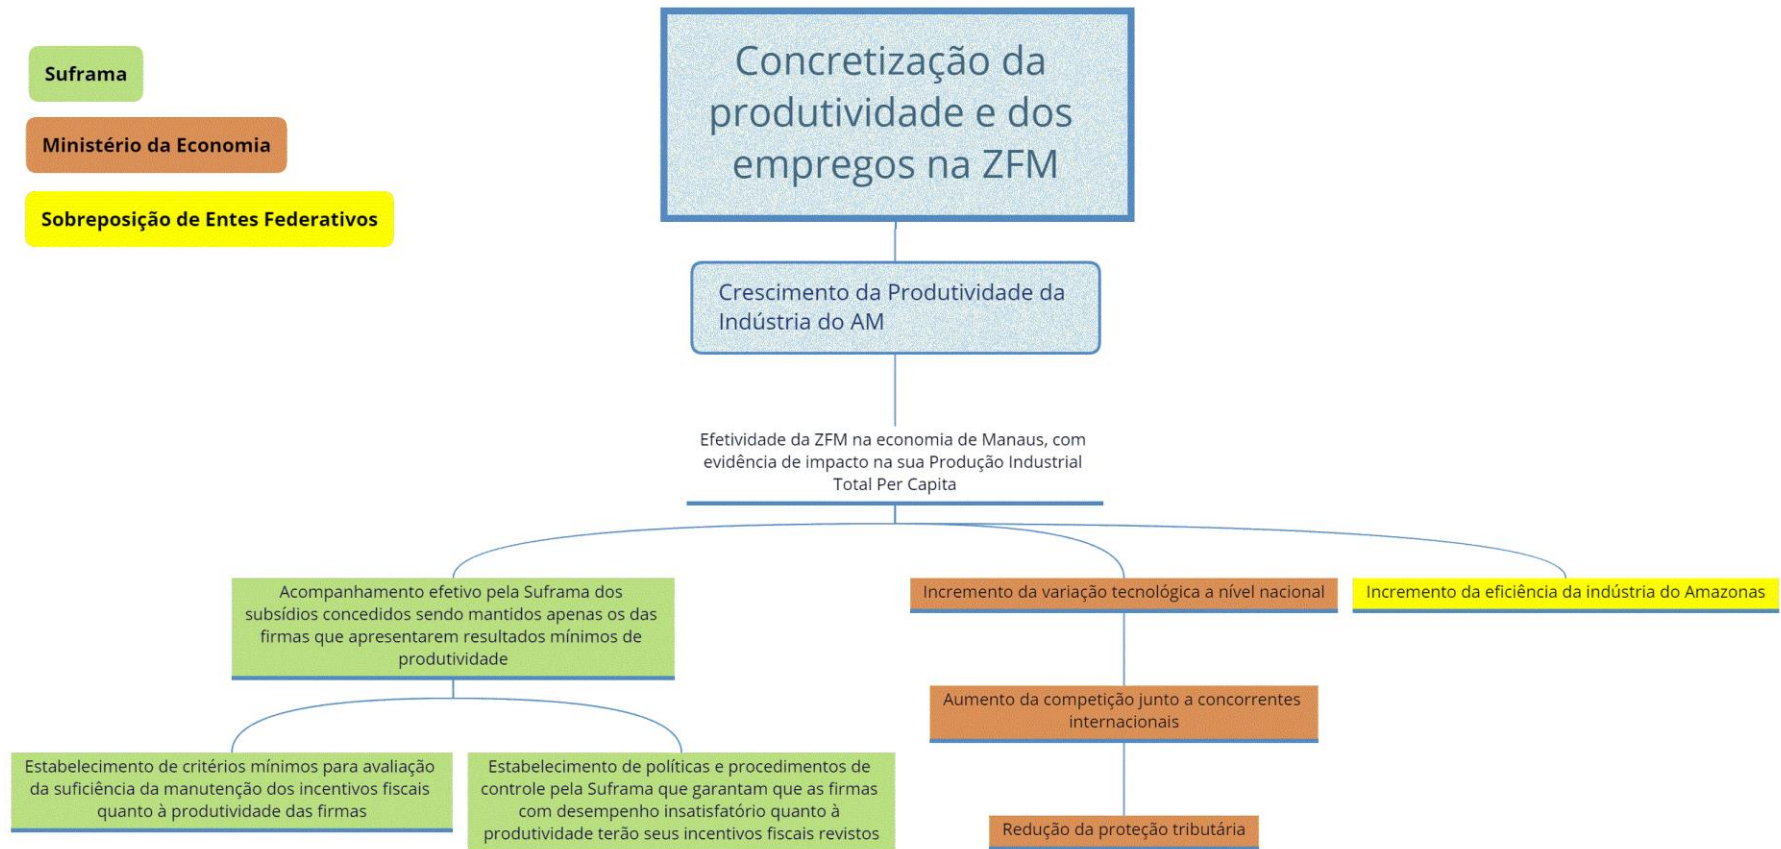 Suframa
Ministério da Economia
Sobreposição de Entes Federativos
Concretização da
produtividade e dos
empregos na ZFM
Crescimento da Produtividade da
Indústria do AM
Efetividade da ZFM na economia de Manaus, com
evidência de impacto na sua Produção Industrial
Total Per Capita
Acompanhamento efetivo pela Suframa dos
subsídios concedidos sendo mantidos apenas os das
firmas que apresentarem resultados mínimos de
produtividade
Incremento da variação tecnológica a nível nacional
Incremento da eficiência da indústria do Amazonas
Aumento da competição junto a concorrentes
internacionais
Estabelecimento de critérios mínimos para avaliação
da suficiência da manutenção dos incentivos fiscais
quanto à produtividade das firmas
Estabelecimento de políticas e procedimentos de
controle pela Suframa que garantam que as firmas
com desempenho insatisfatório quanto à
produtividade terão seus incentivos fiscais revistos
Redução da proteção tributária